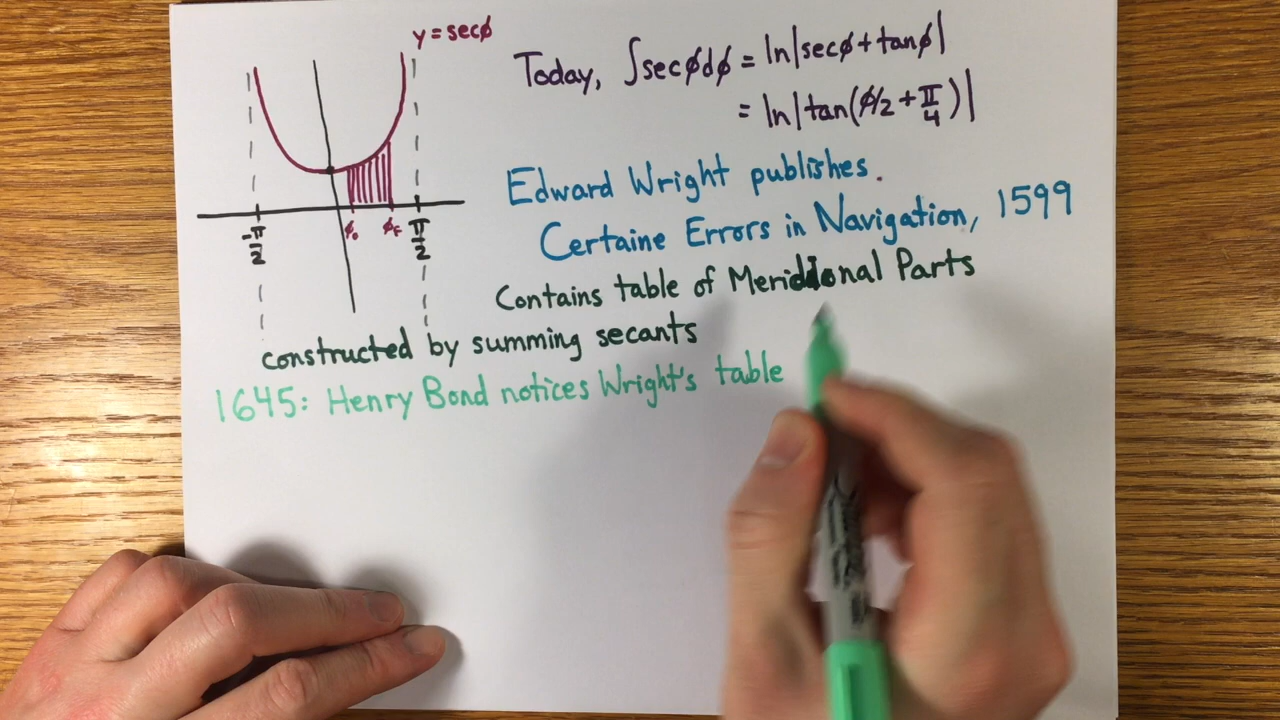 y = secϕ
Today, ∫secϕdϕ = ln|secϕ+tanϕ|
= ln|tan(ϕ/2 + π/4)|
Edward Wright publishes
Certaine Errors in Navigation, 1599
-π/2
ϕ₀
ϕf
π/2
Contains table of Meridional Parts
constructed by summing secants
1645: Henry Bond notices Wright's table